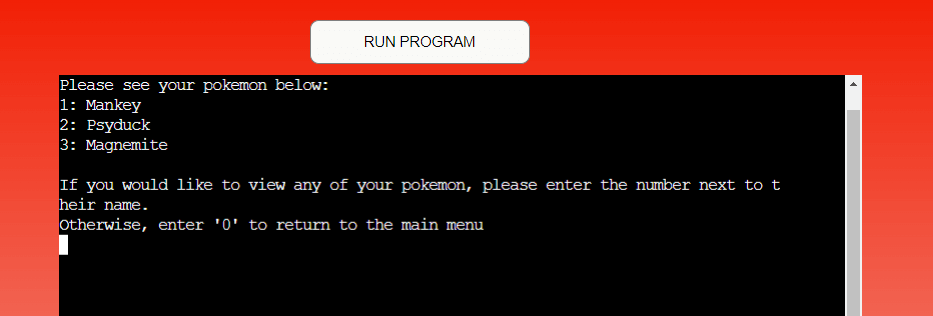 RUN PROGRAM
Please see your pokemon below:
1: Mankey
2: Psyduck
3: Magnemite
If you would like to view any of your pokemon, please enter the number next to t
heir name.
Otherwise, enter '0' to return to the main menu